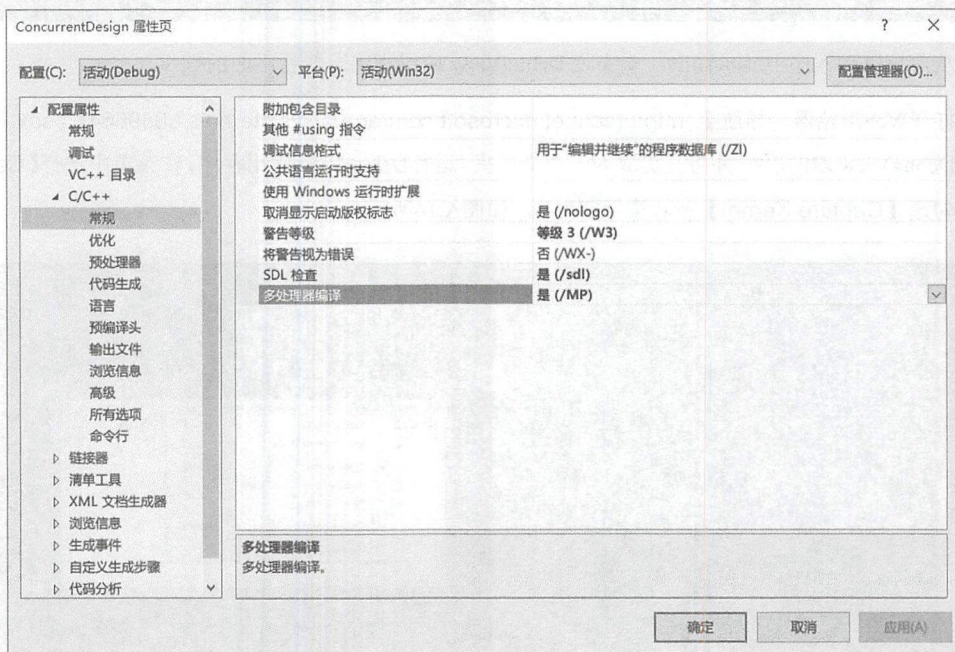 ConcurrentDesign 属性页
? ×
配置(C): 活动(Debug) 平台(P): 活动(Win32) 配置管理器(O)...
配置属性
常规
调试
VC++ 目录
C/C++
常规
优化
预处理器
代码生成
语言
预编译头
输出文件
浏览信息
高级
所有选项
命令行
链接器
清单工具
XML 文档生成器
浏览信息
生成事件
自定义生成步骤
代码分析
附加包含目录
其他 #using 指令
调试信息格式 用于“编辑并继续”的程序数据库 (/ZI)
公共语言运行时支持
使用 Windows 运行时扩展
取消显示启动版权标志 是 (/nologo)
警告等级 等级 3 (/W3)
将警告视为错误 否 (/WX-)
SDL 检查 是 (/sdl)
多处理器编译 是 (/MP)
多处理器编译
多处理器编译。
确定 取消 应用(A)